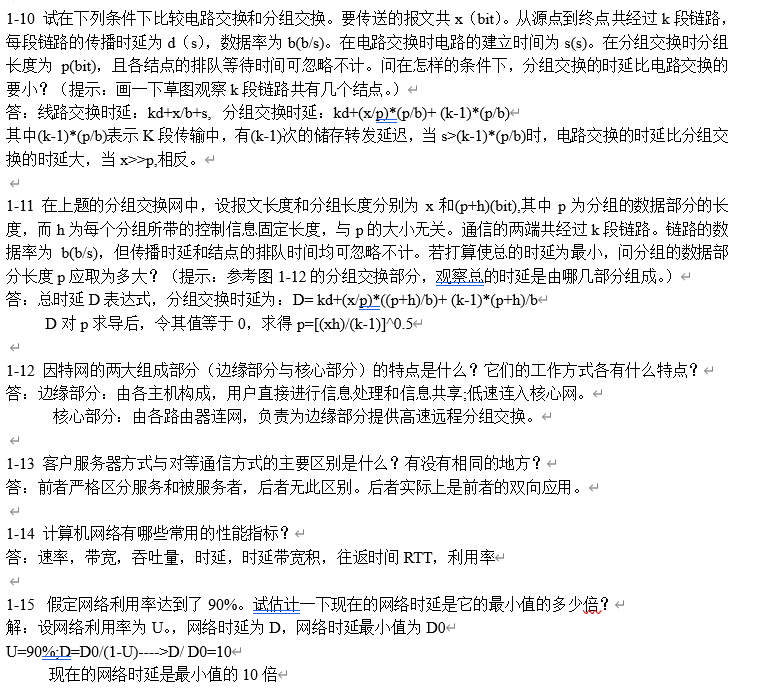 1-10 试在下列条件下比较电路交换和分组交换。要传送的报文共 x（bit）。从源点到终点共经过 k 段链路，
每段链路的传播时延为 d（s），数据率为 b(b/s)。在电路交换时电路的建立时间为 s(s)。在分组交换时分组
长度为 p(bit)，且各结点的排队等待时间可忽略不计。问在怎样的条件下，分组交换的时延比电路交换的
要小？（提示：画一下草图观察 k 段链路共有几个结点。）
答：线路交换时延：kd+x/b+s, 分组交换时延：kd+(x/p)*(p/b)+ (k-1)*(p/b)
其中(k-1)*(p/b)表示 K 段传输中，有(k-1)次的储存转发延迟，当 s>(k-1)*(p/b)时，电路交换的时延比分组交
换的时延大，当 x>>p,相反。
1-11 在上题的分组交换网中，设报文长度和分组长度分别为 x 和(p+h)(bit),其中 p 为分组的数据部分的长
度，而 h 为每个分组所带的控制信息固定长度，与 p 的大小无关。通信的两端共经过 k 段链路。链路的数
据率为 b(b/s)，但传播时延和结点的排队时间均可忽略不计。若打算使总的时延为最小，问分组的数据部
分长度 p 应取为多大？（提示：参考图 1-12 的分组交换部分，观察总的时延是由哪几部分组成。）
答：总时延 D 表达式，分组交换时延为：D= kd+(x/p)*((p+h)/b)+ (k-1)*(p+h)/b
D 对 p 求导后，令其值等于 0，求得 p=[(xh)/(k-1)]^0.5
1-12 因特网的两大组成部分（边缘部分与核心部分）的特点是什么？它们的工作方式各有什么特点？
答：边缘部分：由各主机构成，用户直接进行信息处理和信息共享;低速连入核心网。
核心部分：由各路由器连网，负责为边缘部分提供高速远程分组交换。
1-13 客户服务器方式与对等通信方式的主要区别是什么？有没有相同的地方？
答：前者严格区分服务和被服务者，后者无此区别。后者实际上是前者的双向应用。
1-14 计算机网络有哪些常用的性能指标？
答：速率，带宽，吞吐量，时延，时延带宽积，往返时间 RTT，利用率
1-15 假定网络利用率达到了 90%。试估计一下现在的网络时延是它的最小值的多少倍？
解：设网络利用率为 U。，网络时延为 D，网络时延最小值为 D0
U=90%;D=D0/(1-U)---->D/ D0=10
现在的网络时延是最小值的 10 倍